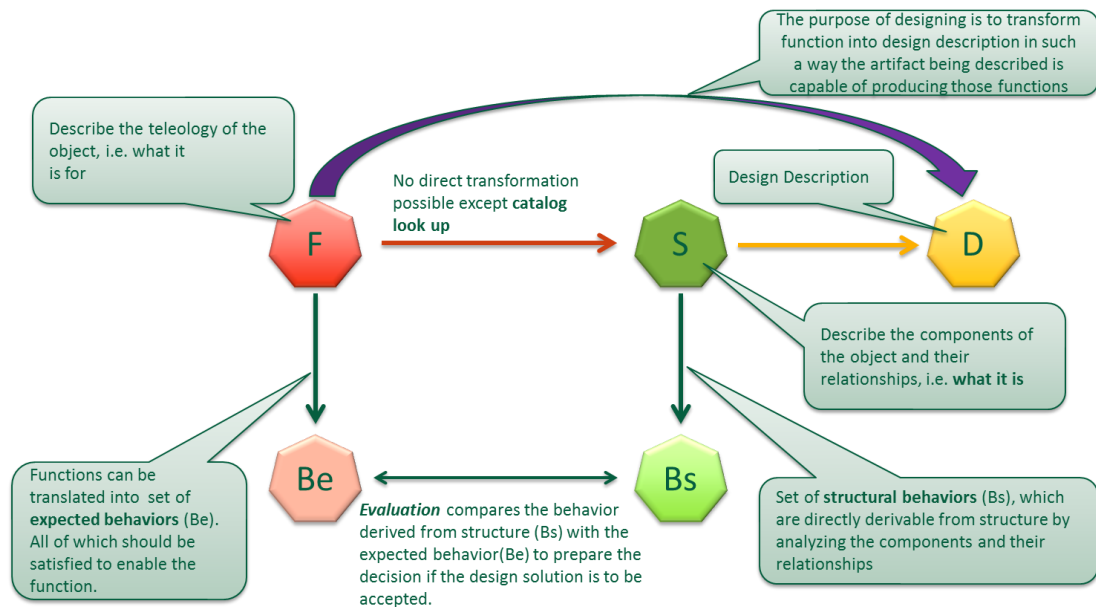 The purpose of designing is to transform
function into design description in such
a way the artifact being described is
capable of producing those functions
Describe the teleology of the
object, i.e. what it
is for
No direct transformation
possible except catalog
look up
Design Description
F
S
D
Describe the components of
the object and their
relationships, i.e. what it is
Be
Bs
Functions can be
translated into set of
expected behaviors (Be).
All of which should be
satisfied to enable the
function.
Evaluation compares the behavior
derived from structure (Bs) with the
expected behavior(Be) to prepare the
decision if the design solution is to be
accepted.
Set of structural behaviors (Bs), which
are directly derivable from structure by
analyzing the components and their
relationships